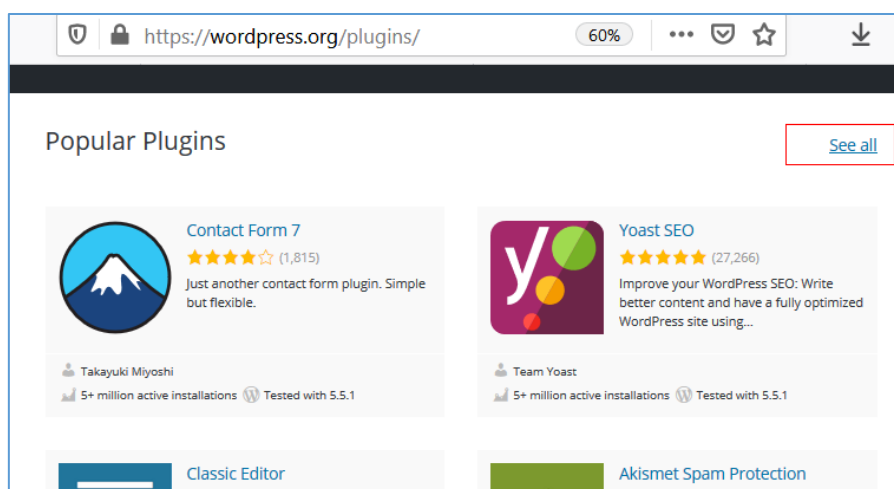 https://wordpress.org/plugins/
60%
Popular Plugins
See all
Contact Form 7
(1,815)
Just another contact form plugin. Simple
but flexible.
Takayuki Miyoshi
5+ million active installations
Tested with 5.5.1
yo
Yoast SEO
(27,266)
Improve your WordPress SEO: Write
better content and have a fully optimized
WordPress site using...
Team Yoast
5+ million active installations
Tested with 5.5.1
Classic Editor
Akismet Spam Protection